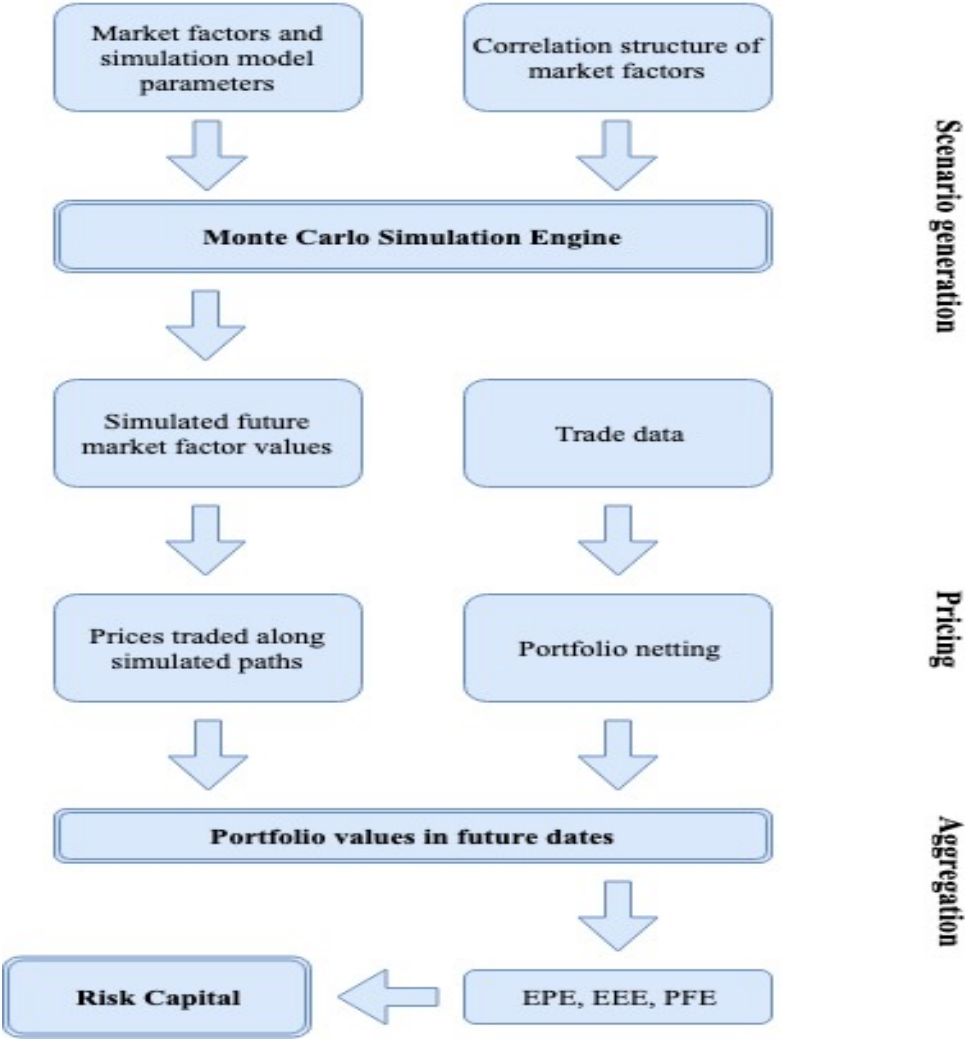 Market factors and
simulation model
parameters
Correlation structure of
market factors
Scenario generation
Monte Carlo Simulation Engine
Simulated future
market factor values
Trade data
Prices traded along
simulated paths
Portfolio netting
Pricing
Portfolio values in future dates
Aggregation
Risk Capital
EPE, EEE, PFE